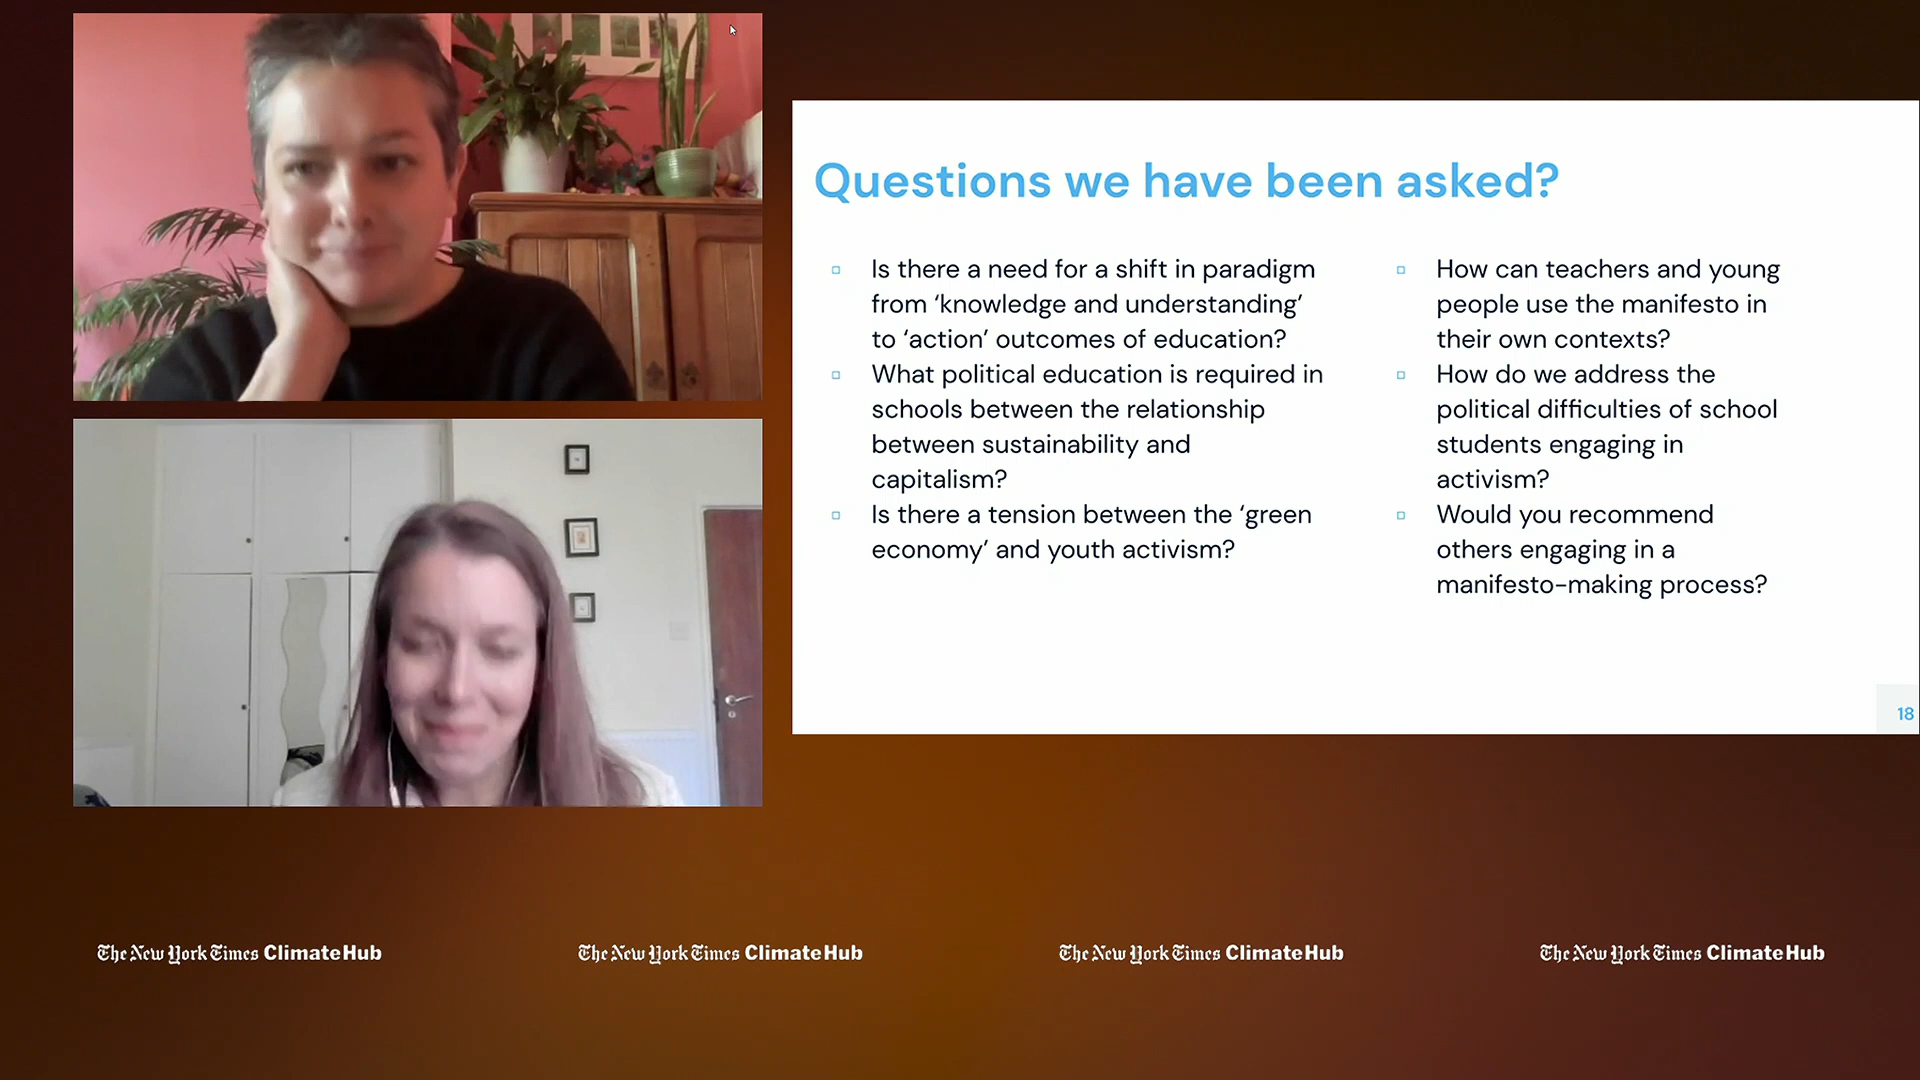 Questions we have been asked?
Is there a need for a shift in paradigm
from ‘knowledge and understanding’
to ‘action’ outcomes of education?
What political education is required in
schools between the relationship
between sustainability and
capitalism?
Is there a tension between the ‘green
economy’ and youth activism?
How can teachers and young
people use the manifesto in
their own contexts?
How do we address the
political difficulties of school
students engaging in
activism?
Would you recommend
others engaging in a
manifesto-making process?
18
The New York Times Climate Hub
The New York Times Climate Hub
The New York Times Climate Hub
The New York Times Climate Hub